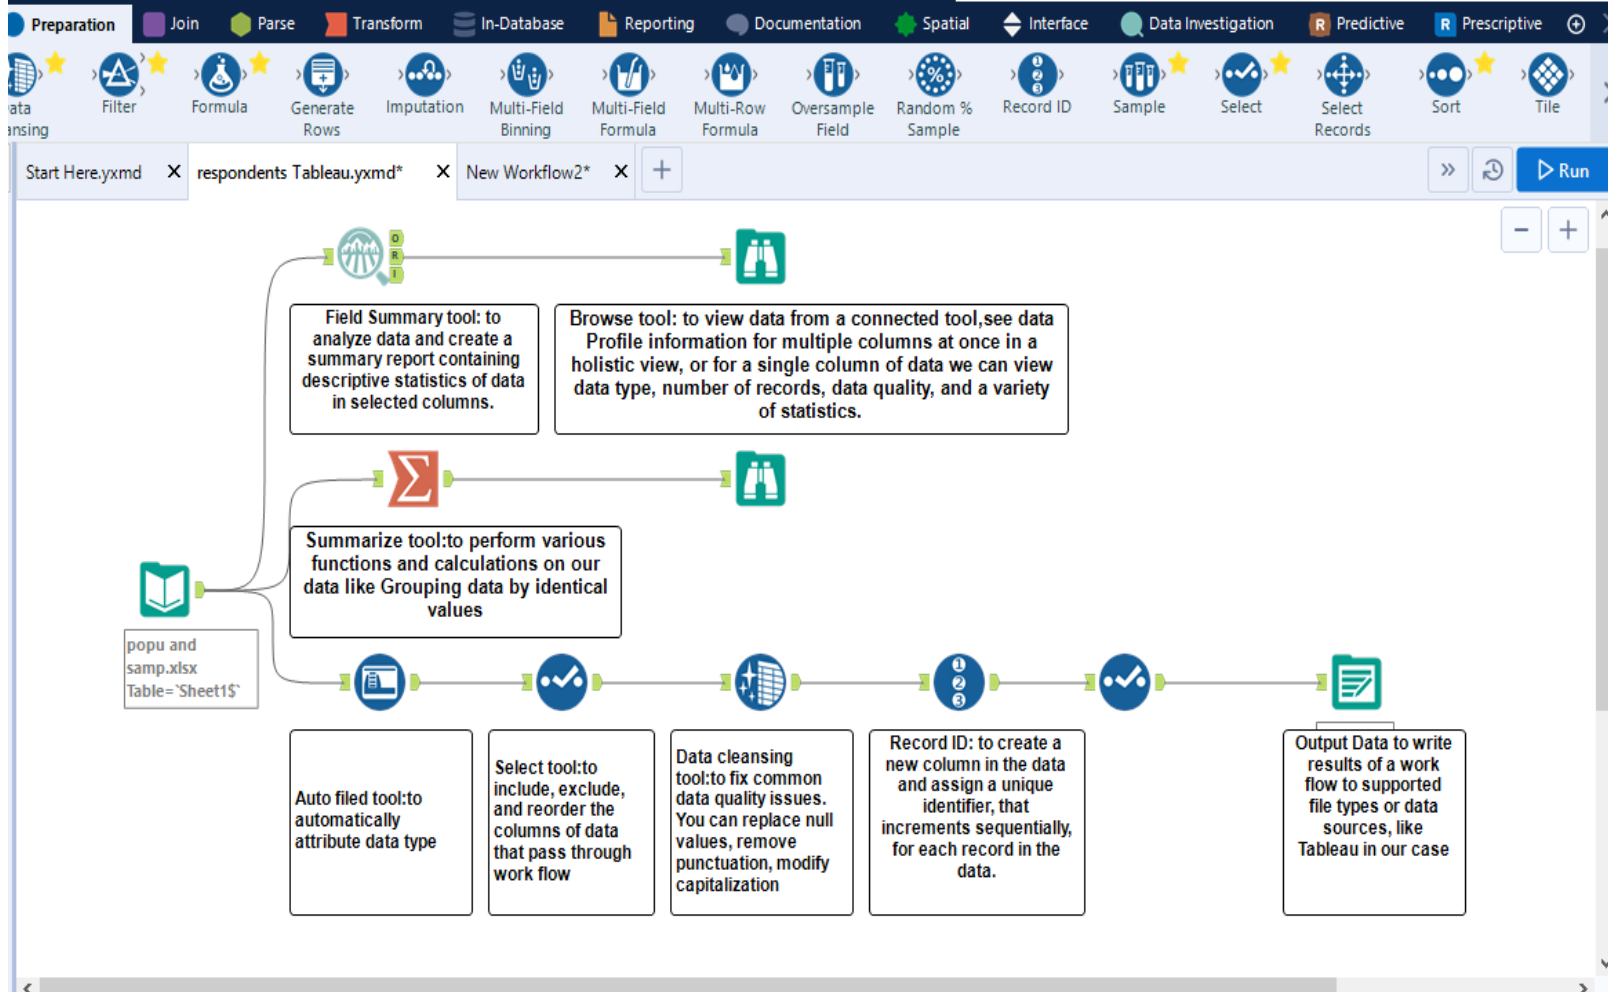 Preparation Join Parse Transform In-Database Reporting Documentation Spatial Interface Data Investigation R Predictive R Prescriptive
ata
ansing
Filter
Formula
Generate
Rows
Imputation
Multi-Field
Binning
Multi-Field
Formula
Multi-Row
Formula
Oversample
Field
Random %
Sample
Record ID
Sample
Select
Select
Records
Sort
Tile
Start Here.yxmd
respondents Tableau.yxmd*
New Workflow2*
Run
O
R
I
Field Summary tool: to
analyze data and create a
summary report containing
descriptive statistics of data
in selected columns.
Browse tool: to view data from a connected tool,see data
Profile information for multiple columns at once in a
holistic view, or for a single column of data we can view
data type, number of records, data quality, and a variety
of statistics.
Summarize tool:to perform various
functions and calculations on our
data like Grouping data by identical
values
popu and
samp.xlsx
Table=`Sheet1$`
1
2
3
Auto filed tool:to
automatically
attribute data type
Select tool:to
include, exclude,
and reorder the
columns of data
that pass through
work flow
Data cleansing
tool:to fix common
data quality issues.
You can replace null
values, remove
punctuation, modify
capitalization
Record ID: to create a
new column in the data
and assign a unique
identifier, that
increments sequentially,
for each record in the
data.
Output Data to write
results of a work
flow to supported
file types or data
sources, like
Tableau in our case